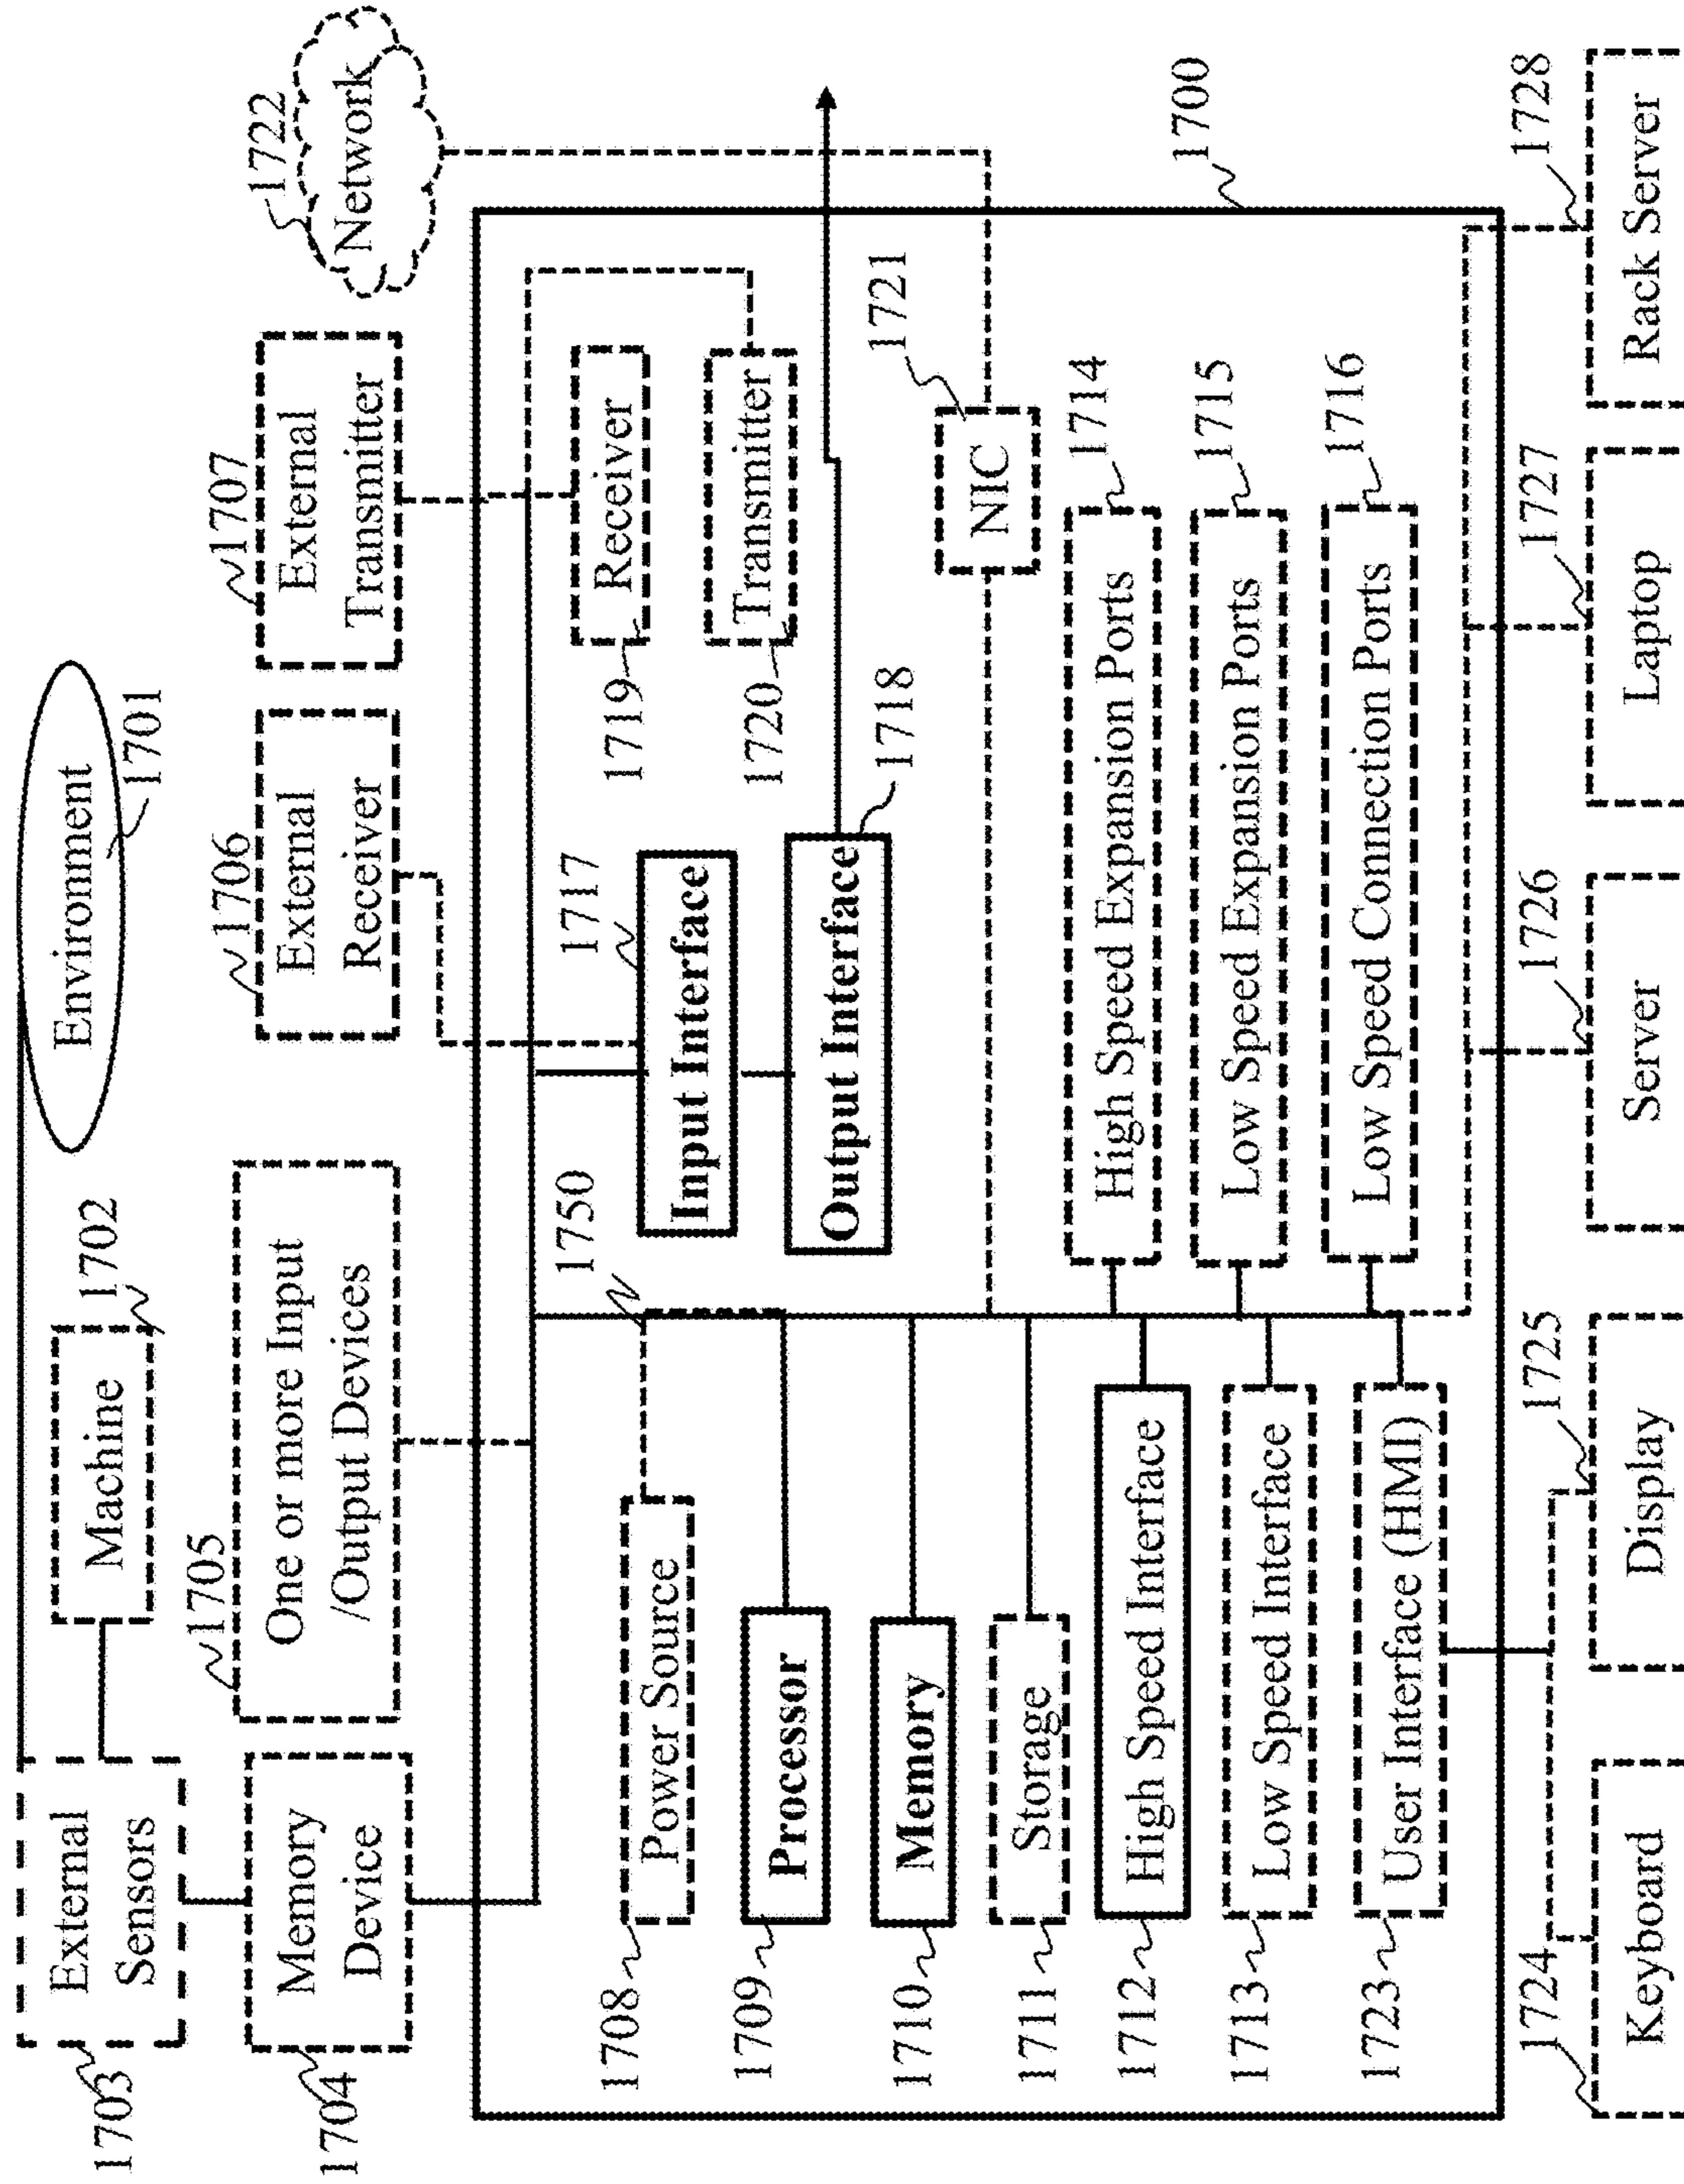 1703
External
Sensors
Machine
1702
Environment
1701
1704
Memory
Device
1705
One or more Input
/Output Devices
1706
External
Receiver
1707
External
Transmitter
1722
Network
1708
Power Source
1750
1717
Input Interface
1719
Receiver
1709
Processor
Output Interface
1718
1720
Transmitter
1710
Memory
1711
Storage
NIC
1721
1712
High Speed Interface
High Speed Expansion Ports
1714
1700
1713
Low Speed Interface
Low Speed Expansion Ports
1715
1723
User Interface (HMI)
Low Speed Connection Ports
1716
1724
1725
1726
1727
1728
Keyboard
Display
Server
Laptop
Rack Server